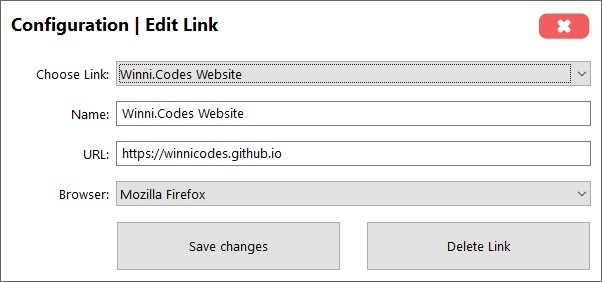 Configuration | Edit Link
Choose Link: Winni.Codes Website
Name: Winni.Codes Website
URL: https://winnicodes.github.io
Browser: Mozilla Firefox
Save changes Delete Link